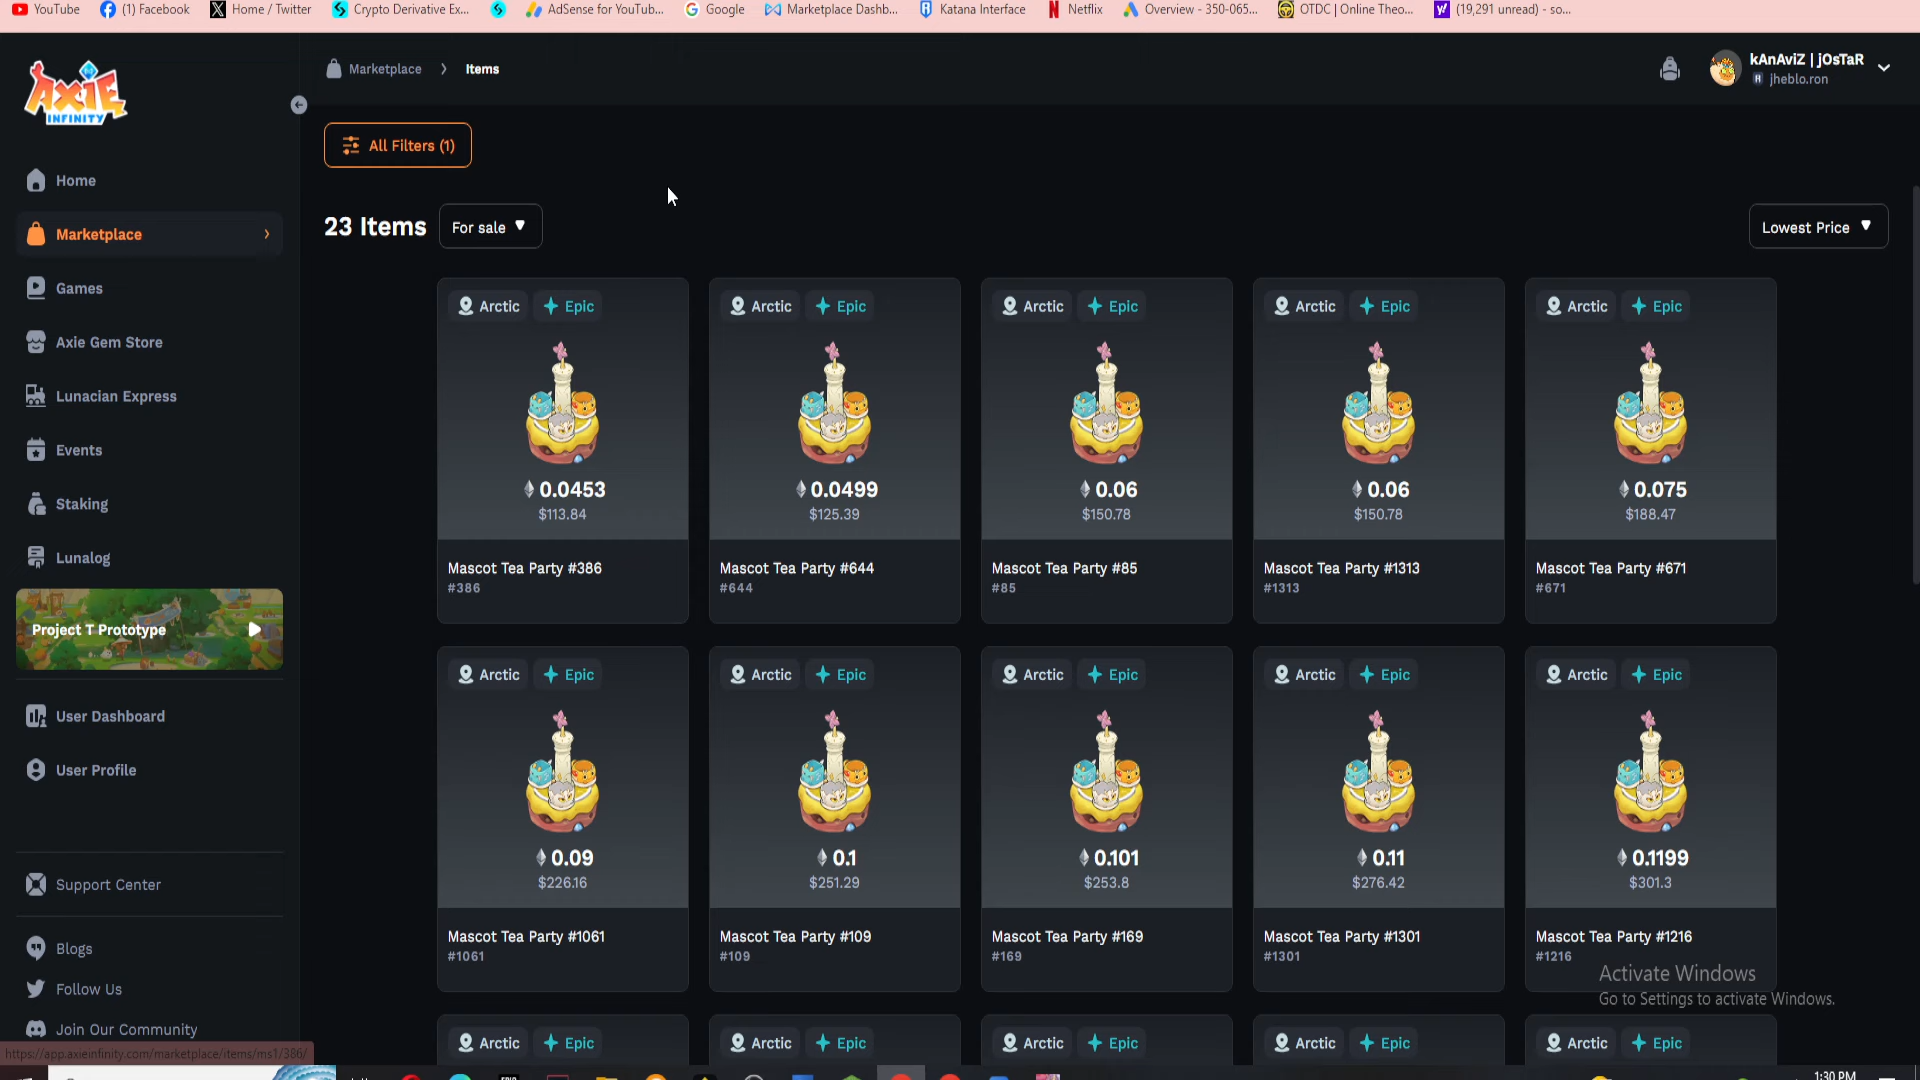 YouTube (1) Facebook Home / Twitter Crypto Derivative Ex... AdSense for YouTub... Google Marketplace Dashb... Katana Interface Netflix Overview - 350-065... OTDC | Online Theo... (19,291 unread) - so...
AXIE
INFINITY
Marketplace > Items
kAnAviZ | jOsTaR
jheblo.ron
All Filters (1)
Home
Marketplace
Games
Axie Gem Store
Lunacian Express
Events
Staking
Lunalog
Project T Prototype
User Dashboard
User Profile
Support Center
Blogs
Follow Us
Join Our Community
https://app.axieinfinity.com/marketplace/items/ms1/386/
23 Items For sale Lowest Price
Arctic Epic Arctic Epic Arctic Epic Arctic Epic Arctic Epic
0.0453 0.0499 0.06 0.06 0.075
$113.84 $125.39 $150.78 $150.78 $188.47
Mascot Tea Party #386 Mascot Tea Party #644 Mascot Tea Party #85 Mascot Tea Party #1313 Mascot Tea Party #671
#386 #644 #85 #1313 #671
Arctic Epic Arctic Epic Arctic Epic Arctic Epic Arctic Epic
0.09 0.1 0.101 0.11 0.1199
$226.16 $251.29 $253.8 $276.42 $301.3
Mascot Tea Party #1061 Mascot Tea Party #109 Mascot Tea Party #169 Mascot Tea Party #1301 Mascot Tea Party #1216
#1061 #109 #169 #1301 #1216
Activate Windows
Go to Settings to activate Windows.
Arctic Epic Arctic Epic Arctic Epic Arctic Epic Arctic Epic
1:30 PM